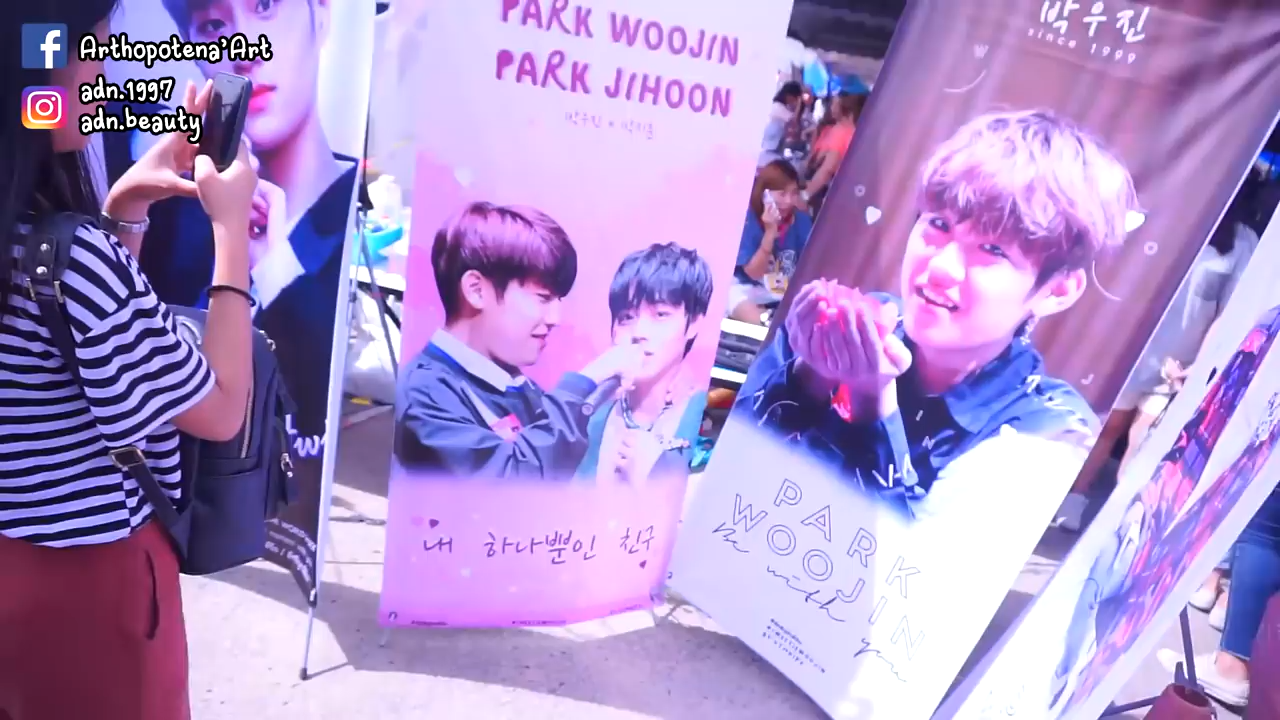 Arthopotena'Art
adn.1997
adn.beauty
PARK WOOJIN
PARK JIHOON
박우진 × 박지훈
내 하나뿐인 친구
박우진
since 1999
PARK
WOOJIN
with you